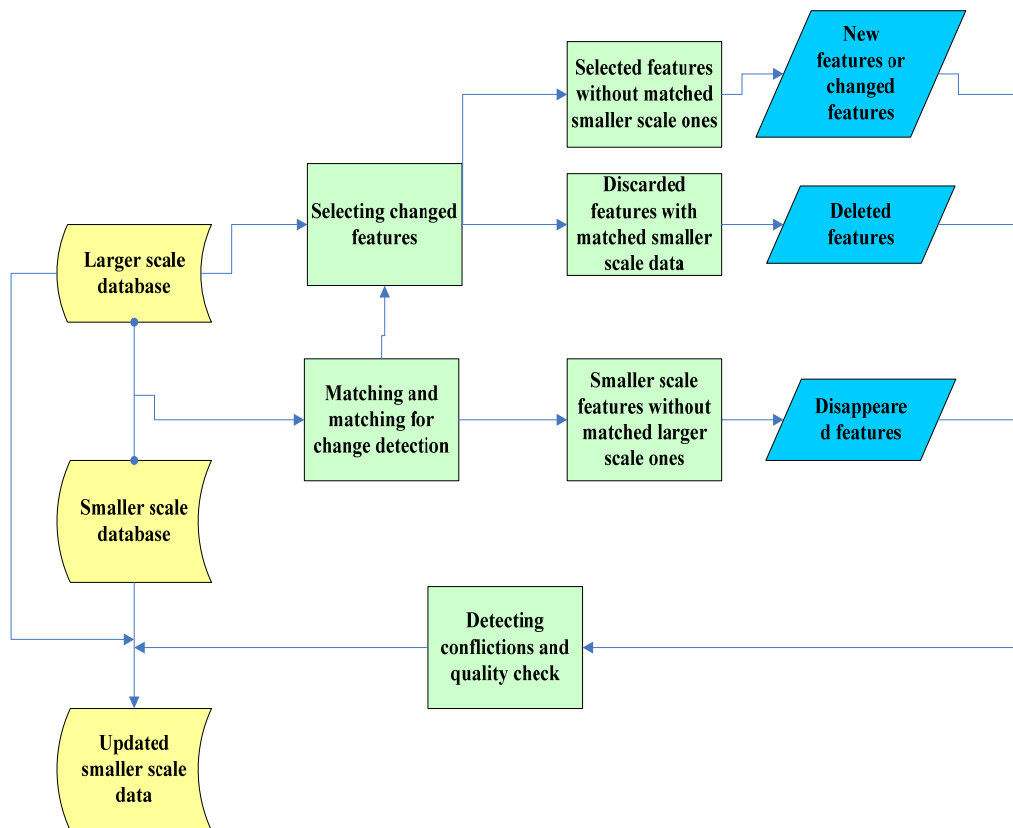 New
features or
changed
features
Selected features
without matched
smaller scale ones
Selecting changed
features
Discarded
features with
matched smaller
scale data
Deleted
features
Larger scale
database
Matching and
matching for
change detection
Smaller scale
features without
matched larger
scale ones
Disappeare
d features
Smaller scale
database
Detecting
conflictions and
quality check
Updated
smaller scale
data